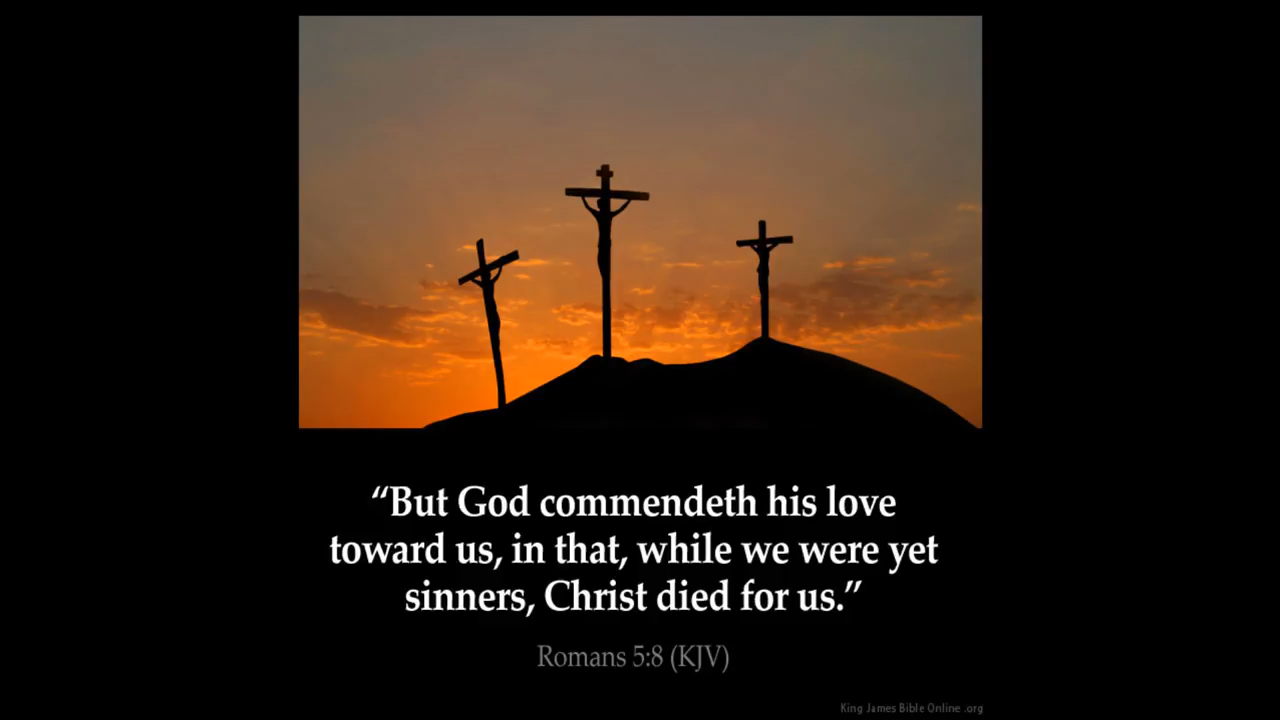 “But God commendeth his love
toward us, in that, while we were yet
sinners, Christ died for us.”
Romans 5:8 (KJV)
King James Bible Online .org